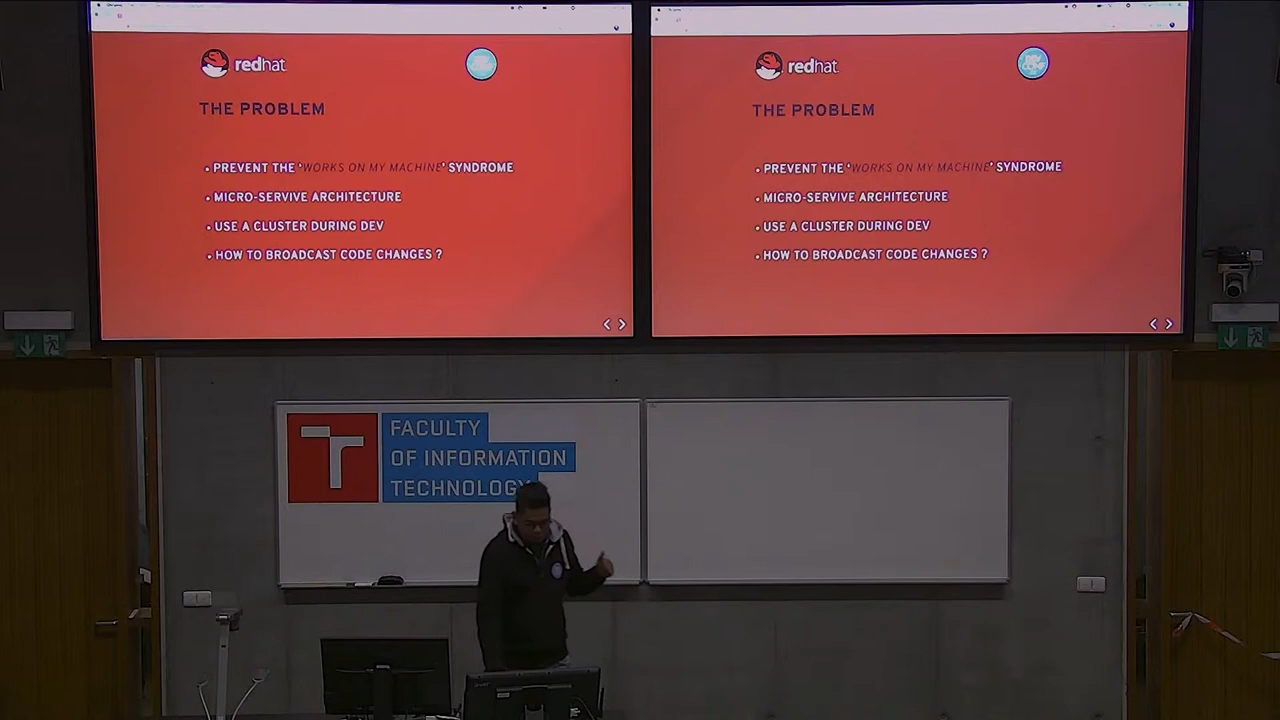 redhat
THE PROBLEM
• PREVENT THE 'WORKS ON MY MACHINE' SYNDROME
• MICRO-SERVIVE ARCHITECTURE
• USE A CLUSTER DURING DEV
• HOW TO BROADCAST CODE CHANGES ?
redhat
THE PROBLEM
• PREVENT THE 'WORKS ON MY MACHINE' SYNDROME
• MICRO-SERVIVE ARCHITECTURE
• USE A CLUSTER DURING DEV
• HOW TO BROADCAST CODE CHANGES ?
FACULTY
OF INFORMATION
TECHNOLOGY